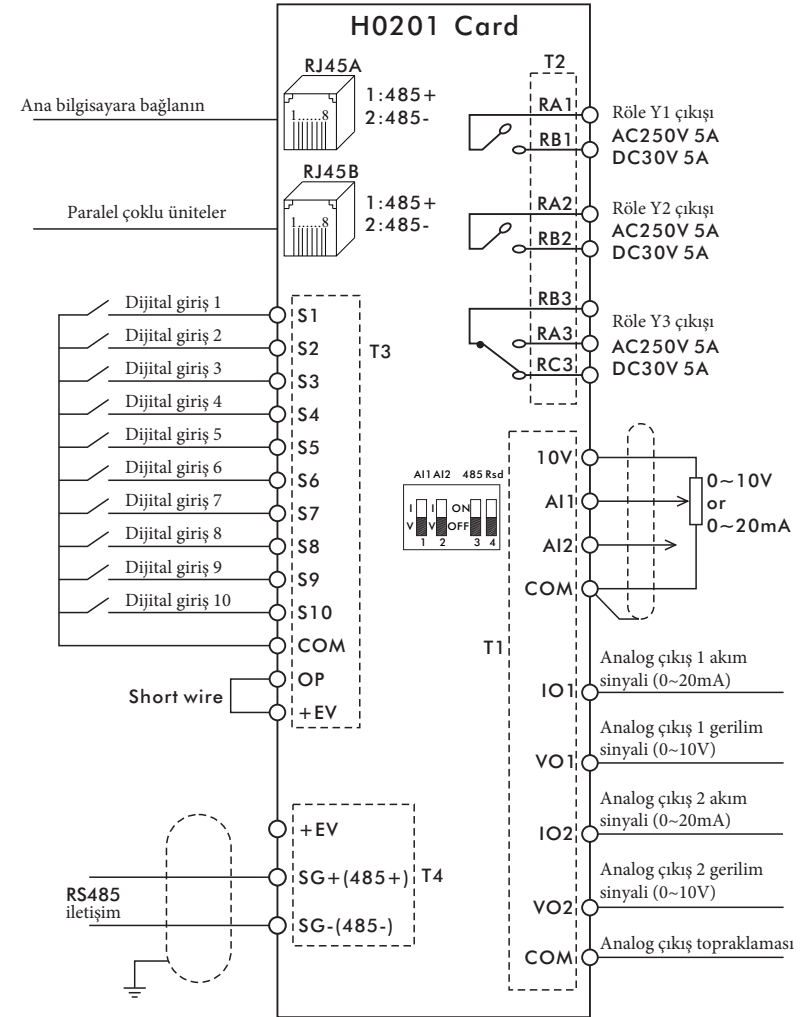 H0201 Card
RJ45A
1......8
1:485+
2:485-
Ana bilgisayara bağlanın
RJ45B
1......8
1:485+
2:485-
Paralel çoklu üniteler
T2
RA1
RB1
Röle Y1 çıkışı
AC250V 5A
DC30V 5A
RA2
RB2
Röle Y2 çıkışı
AC250V 5A
DC30V 5A
RB3
RA3
RC3
Röle Y3 çıkışı
AC250V 5A
DC30V 5A
Dijital giriş 1
S1
Dijital giriş 2
S2
Dijital giriş 3
S3
Dijital giriş 4
S4
Dijital giriş 5
S5
Dijital giriş 6
S6
Dijital giriş 7
S7
Dijital giriş 8
S8
Dijital giriş 9
S9
Dijital giriş 10
S10
COM
OP
+EV
Short wire
T3
AI1 AI2 485 Rsd
I I ON
V V OFF
1 2 3 4
10V
AI1
AI2
COM
0~10V
or
0~20mA
T1
IO1
Analog çıkış 1 akım
sinyali (0~20mA)
VO1
Analog çıkış 1 gerilim
sinyali (0~10V)
IO2
Analog çıkış 2 akım
sinyali (0~20mA)
VO2
Analog çıkış 2 gerilim
sinyali (0~10V)
COM
Analog çıkış topraklaması
+EV
SG+(485+)
SG-(485-)
T4
RS485
iletişim